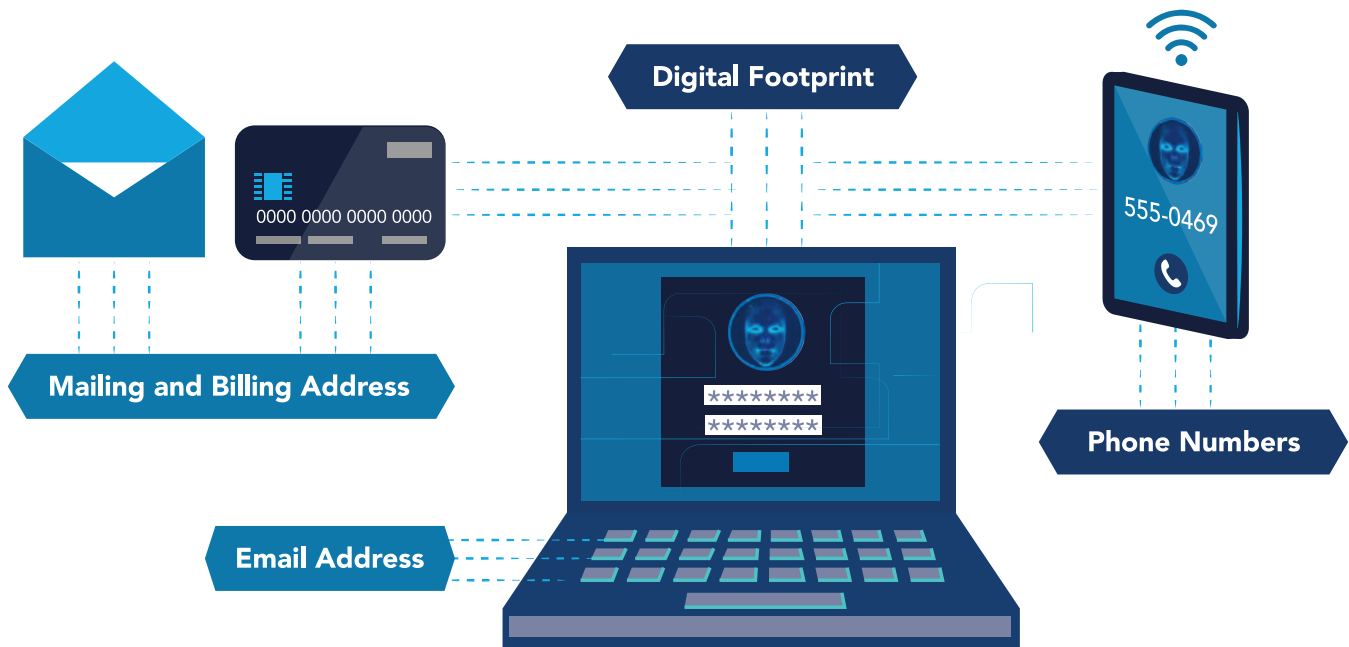 Digital Footprint
0000 0000 0000 0000
555-0469
Mailing and Billing Address
********
********
Phone Numbers
Email Address